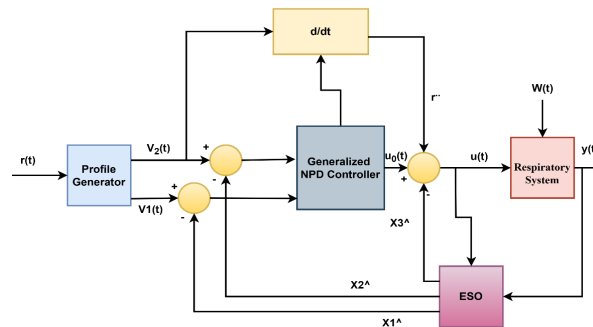 d/dt
W(t)
r¨
r(t)
Profile
Generator
V2(t)
+
-
Generalized
NPD Controller
u0(t)
+
-
u(t)
Respiratory
System
y(t
V1(t)
+
-
X3^
X2^
X1^
ESO